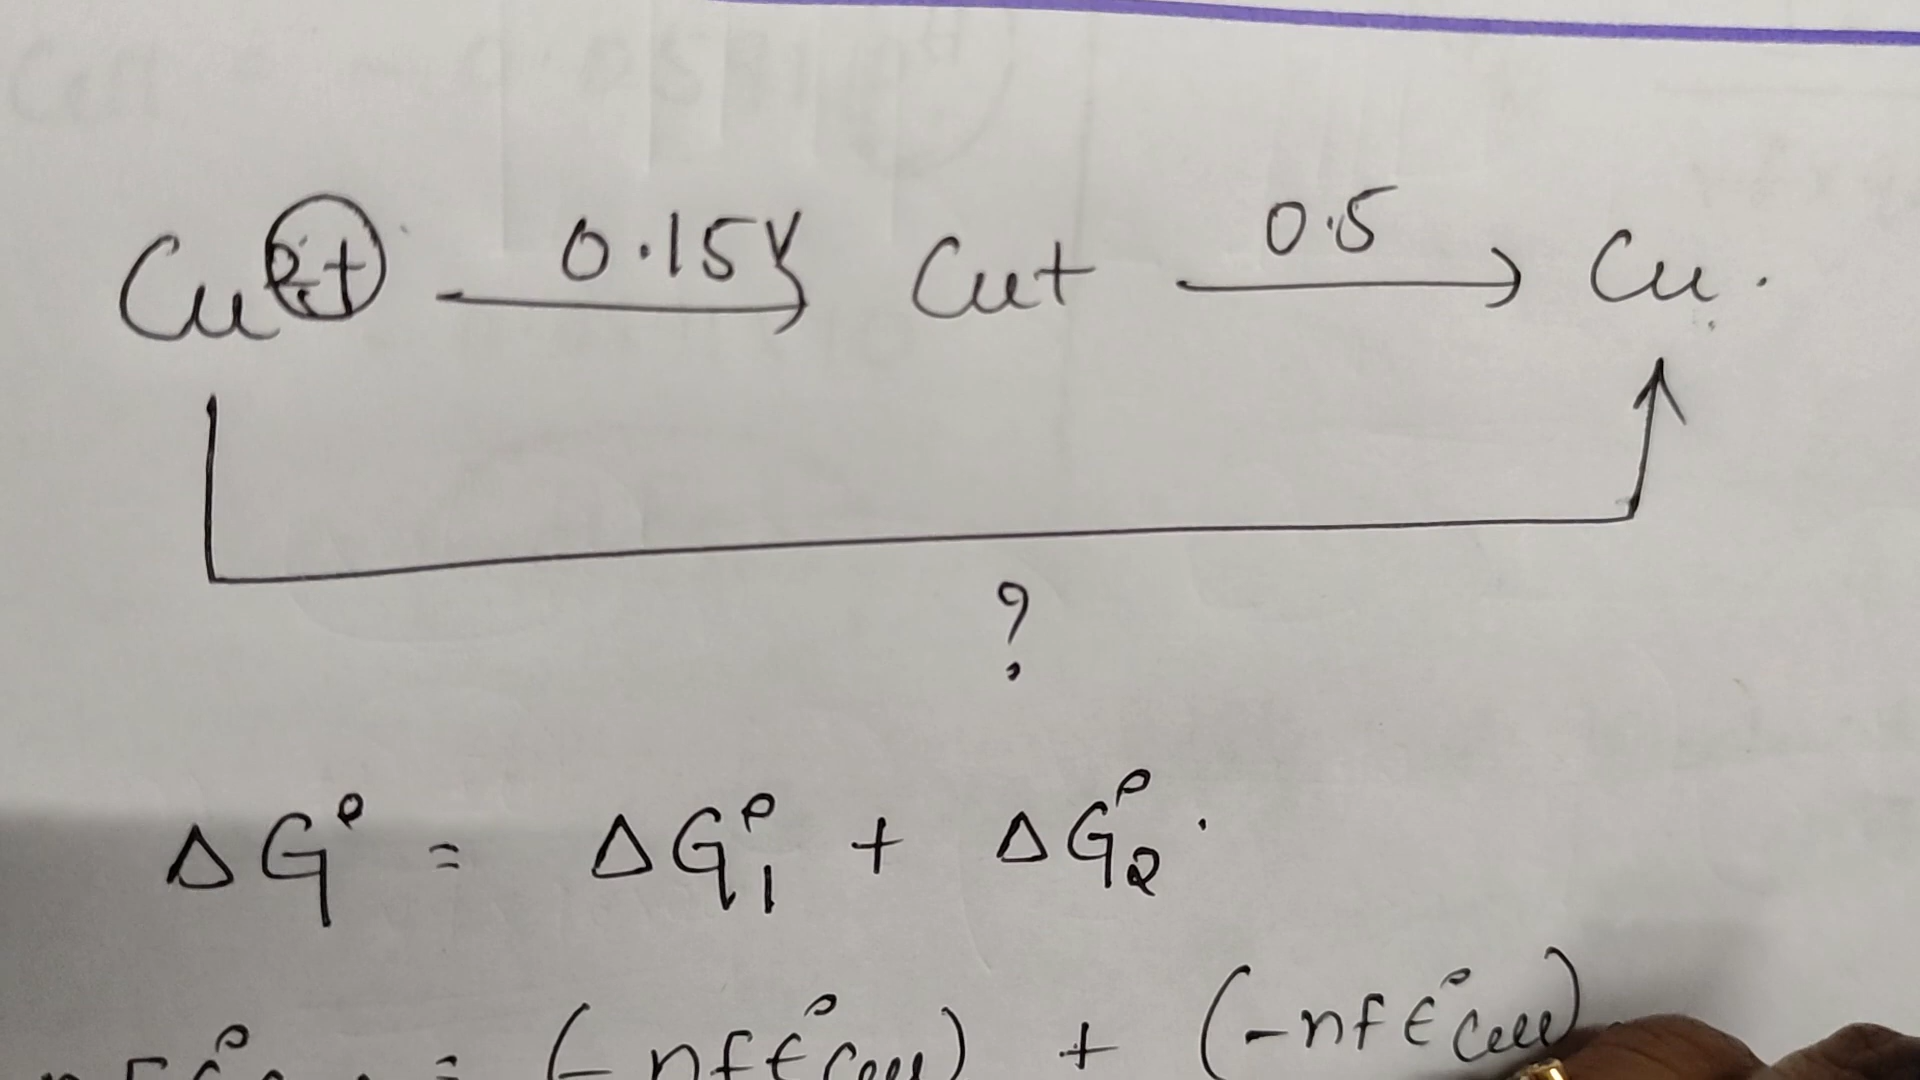 0.15V 0.5
Cu2+ → Cu+ → Cu.
?
ΔG° = ΔG°1 + ΔG°2.
= (-nfE°cell) + (-nfE°cell)